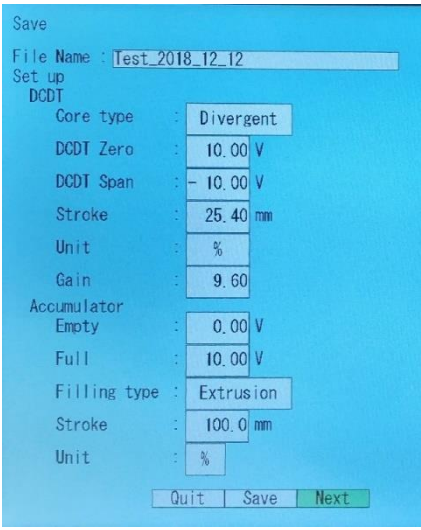 Save
File Name : Test_2018_12_12
Set up
DCDT
Core type : Divergent
DCDT Zero : 10.00 V
DCDT Span : - 10.00 V
Stroke : 25.40 mm
Unit : %
Gain : 9.60
Accumulator
Empty : 0.00 V
Full : 10.00 V
Filling type : Extrusion
Stroke : 100.0 mm
Unit : %
Quit Save Next